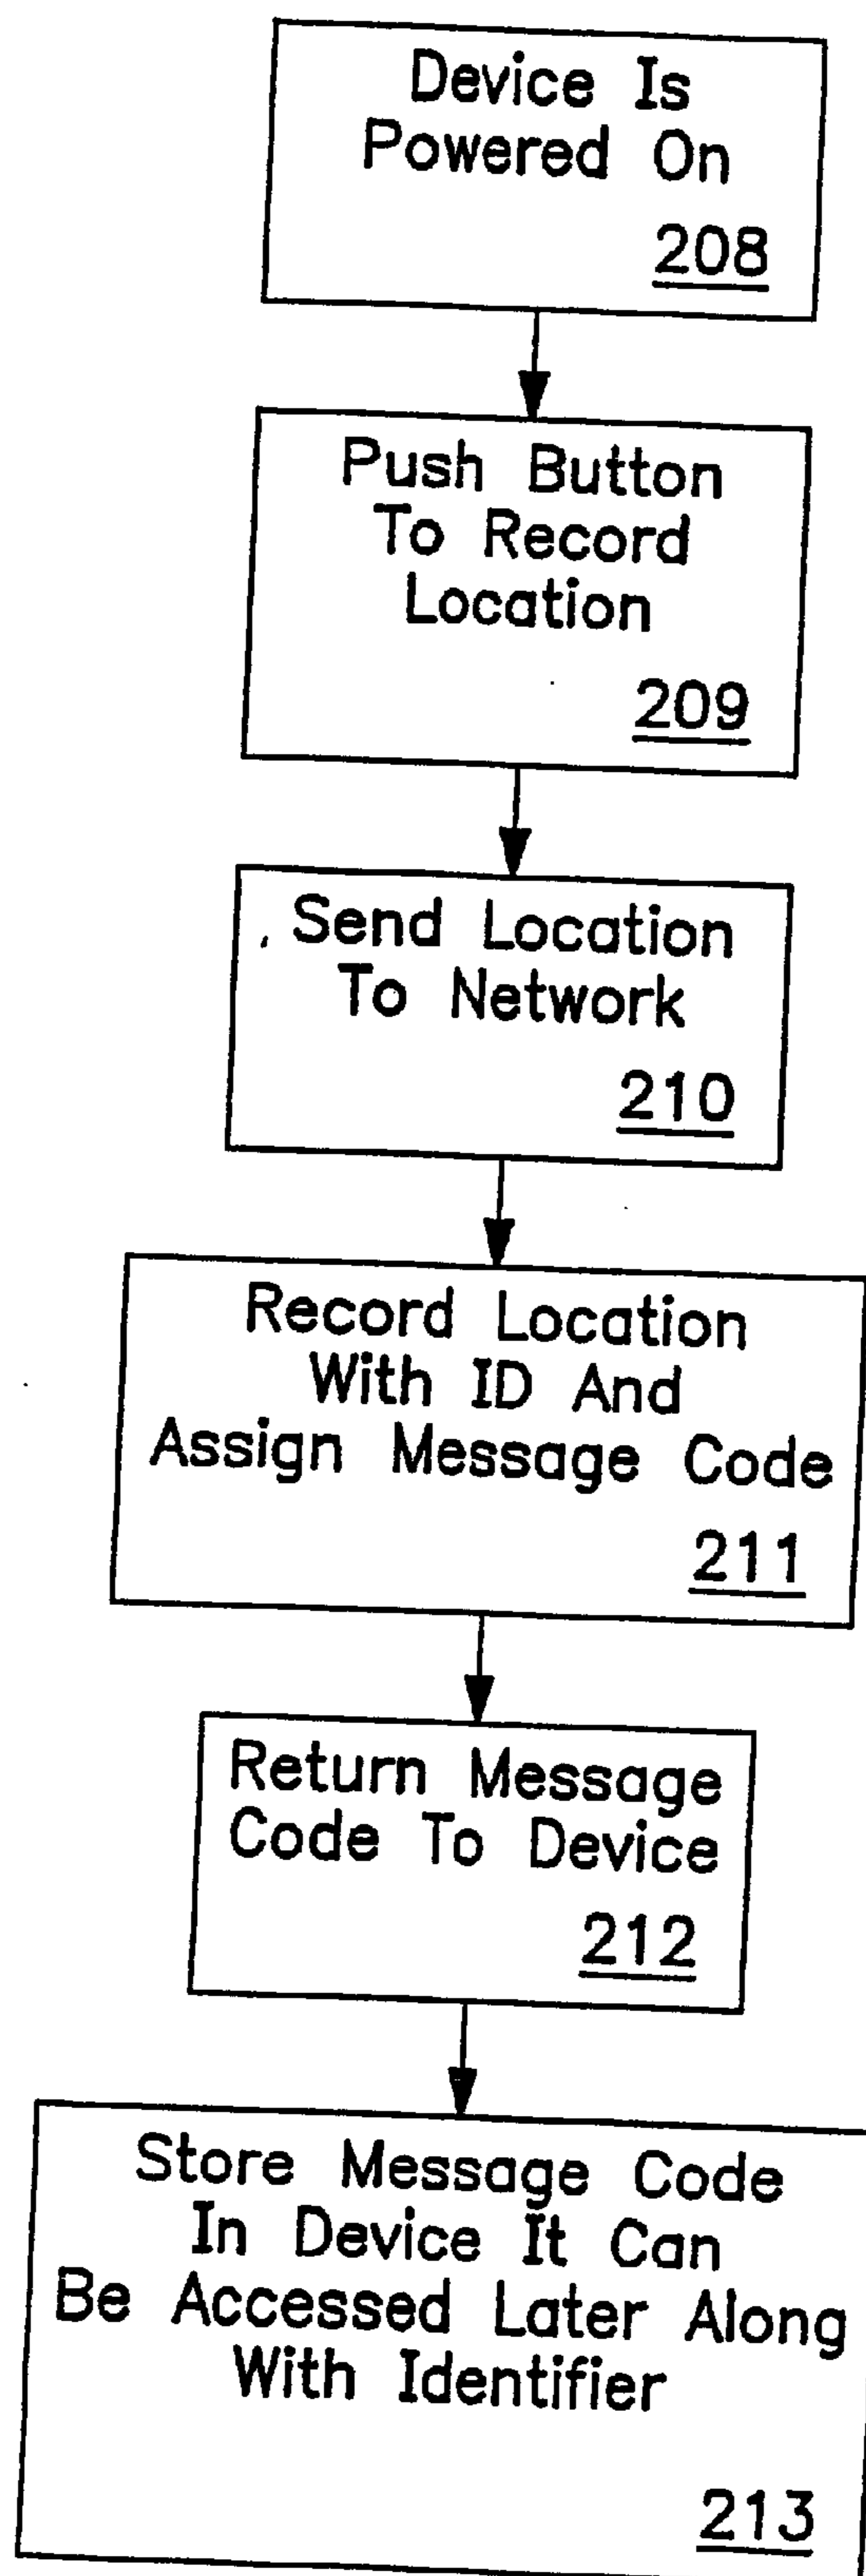 Device Is
Powered On
208
Push Button
To Record
Location
209
Send Location
To Network
210
Record Location
With ID And
Assign Message Code
211
Return Message
Code To Device
212
Store Message Code
In Device It Can
Be Accessed Later Along
With Identifier
213